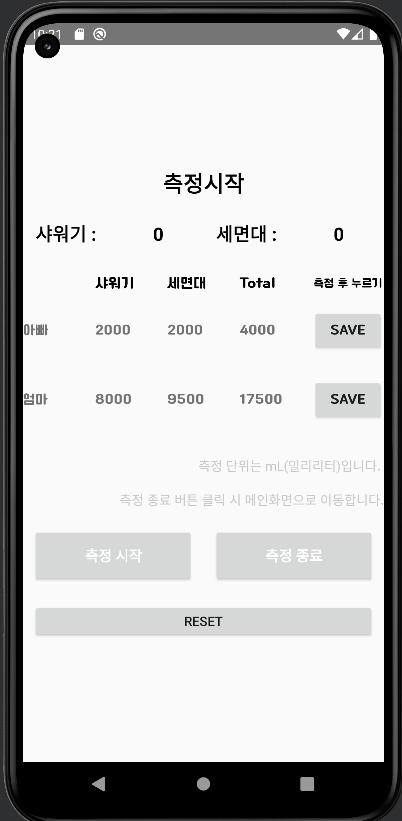 10:21
측정시작
샤워기 : 0 세면대 : 0
샤워기 세면대 Total 측정 후 누르기
아빠 2000 2000 4000 SAVE
엄마 8000 9500 17500 SAVE
측정 단위는 mL(밀리리터)입니다.
측정 종료 버튼 클릭 시 메인화면으로 이동합니다.
측정 시작 측정 종료
RESET